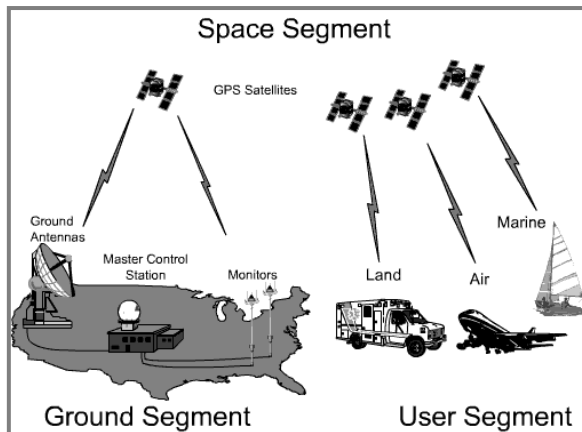 Space Segment
GPS Satellites
Ground
Antennas
Master Control
Station
Monitors
Land
Air
Marine
Ground Segment
User Segment